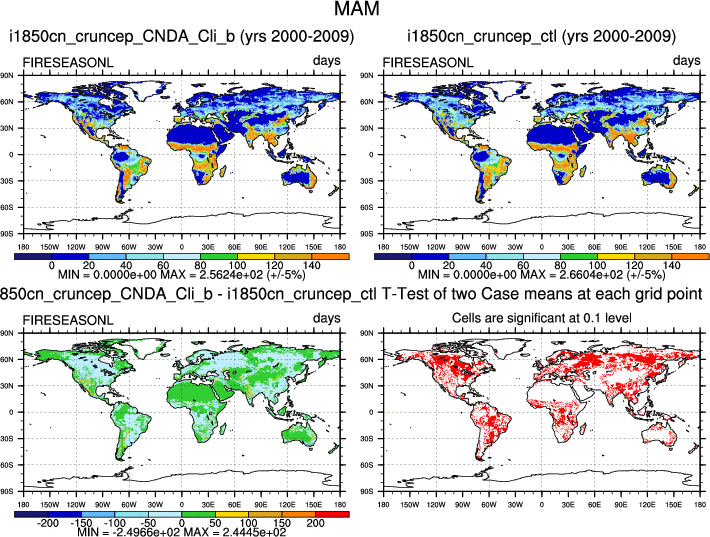 MAM
i1850cn_cruncep_CNDA_Cli_b (yrs 2000-2009)
FIRESEASONL days
90N
60N
30N
0
30S
60S
90S
180 150W 120W 90W 60W 30W 0 30E 60E 90E 120E 150E 180
0 20 40 60 80 100 120 140
MIN = 0.0000e+00 MAX = 2.5624e+02 (+/-5%)
i1850cn_cruncep_ctl (yrs 2000-2009)
FIRESEASONL days
90N
60N
30N
0
30S
60S
90S
180 150W 120W 90W 60W 30W 0 30E 60E 90E 120E 150E 180
0 20 40 60 80 100 120 140
MIN = 0.0000e+00 MAX = 2.6604e+02 (+/-5%)
850cn_cruncep_CNDA_Cli_b - i1850cn_cruncep_ctl
FIRESEASONL days
90N
60N
30N
0
30S
60S
90S
180 150W 120W 90W 60W 30W 0 30E 60E 90E 120E 150E 180
-200 -150 -100 -50 0 50 100 150 200
MIN = -2.4966e+02 MAX = 2.4445e+02
T-Test of two Case means at each grid point
Cells are significant at 0.1 level
90N
60N
30N
0
30S
60S
90S
180 150W 120W 90W 60W 30W 0 30E 60E 90E 120E 150E 180